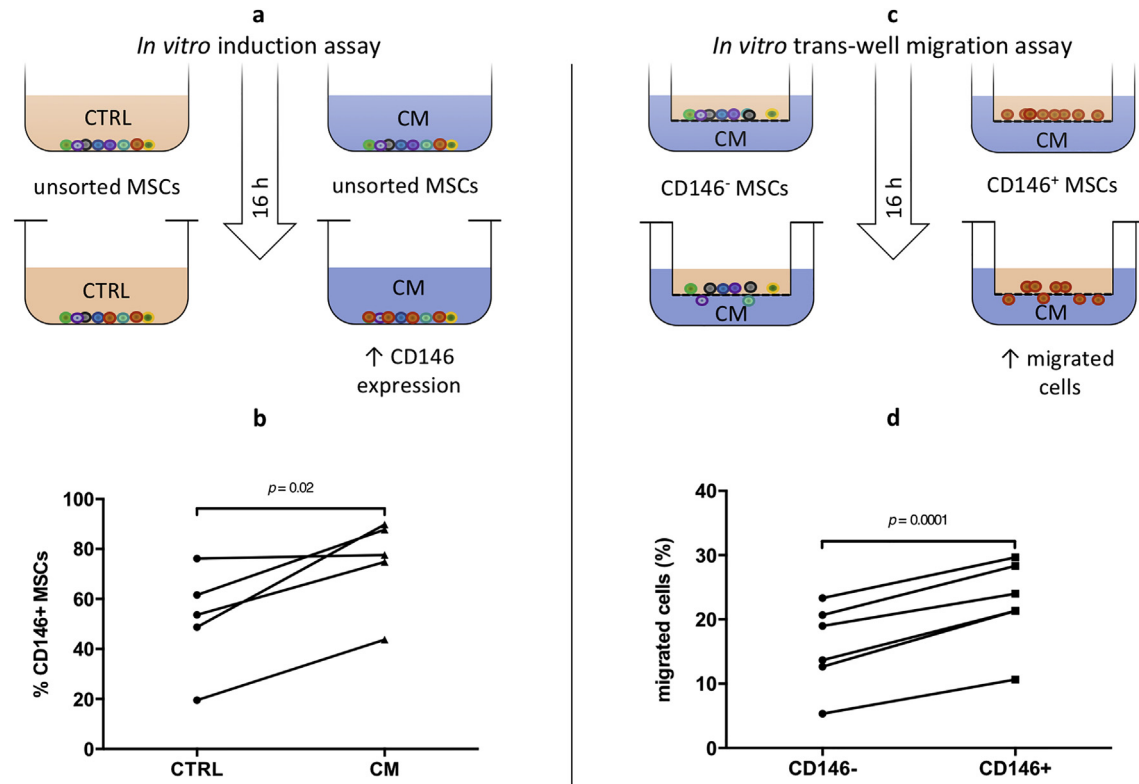 a
In vitro induction assay
CTRL
CM
unsorted MSCs
unsorted MSCs
16 h
CTRL
CM
↑ CD146
expression
b
p = 0.02
% CD146+ MSCs
100
80
60
40
20
0
CTRL
CM
c
In vitro trans-well migration assay
CM
CM
CD146⁻ MSCs
CD146⁺ MSCs
16 h
CM
CM
↑ migrated
cells
d
p = 0.0001
migrated cells (%)
40
30
20
10
0
CD146-
CD146+